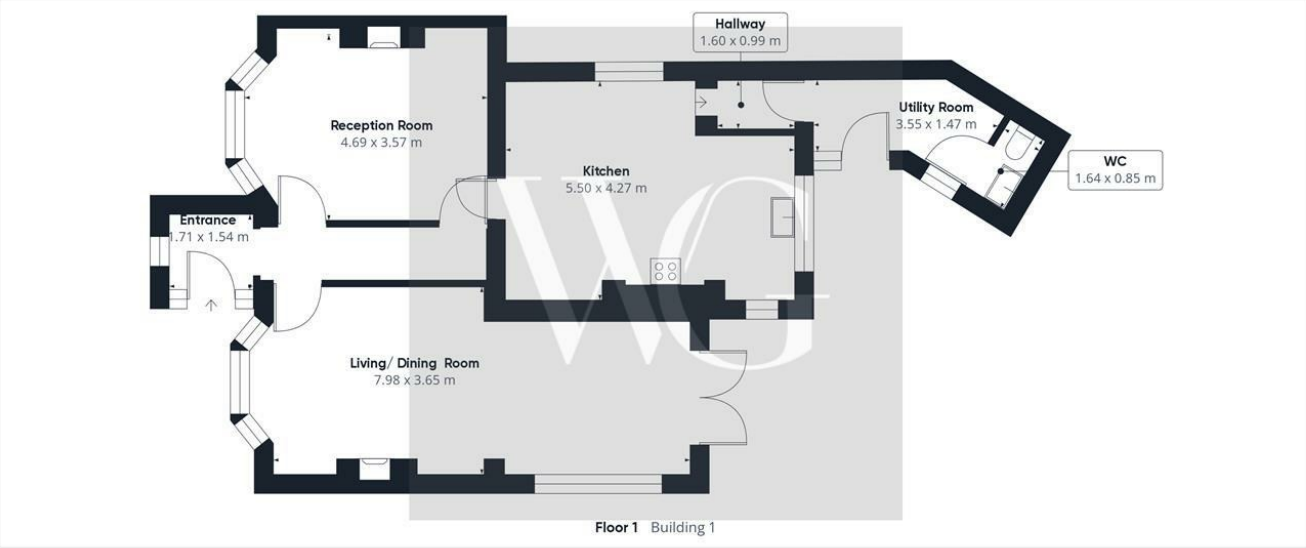 Hallway
1.60 x 0.99 m
Reception Room
4.69 x 3.57 m
Utility Room
3.55 x 1.47 m
Kitchen
5.50 x 4.27 m
WC
1.64 x 0.85 m
Entrance
1.71 x 1.54 m
Living/ Dining Room
7.98 x 3.65 m
WG
Floor 1 Building 1